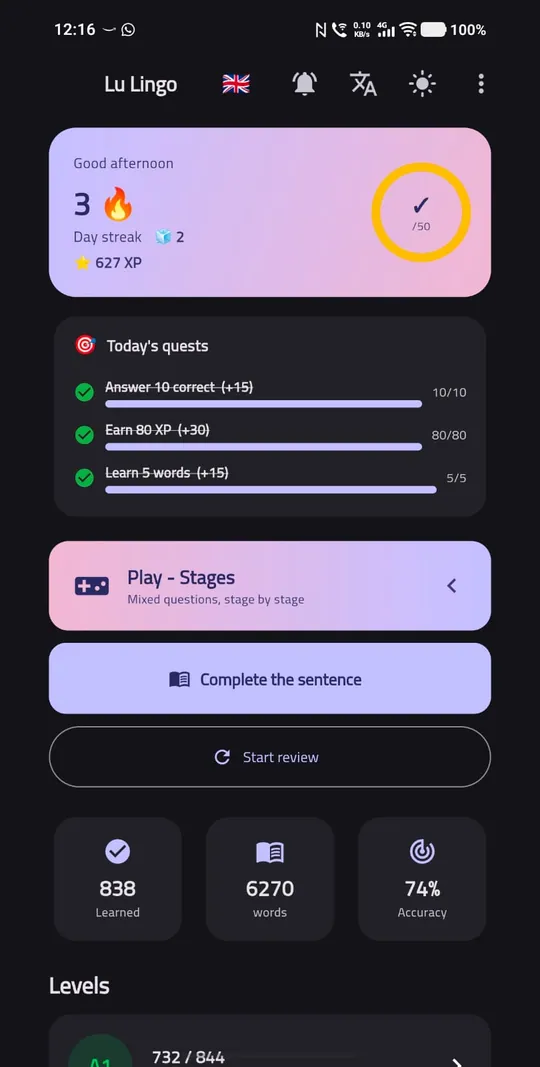 12:16
0.10
KB/s
4G
100%
Lu Lingo
Good afternoon
3
Day streak 2
627 XP
✓
/50
Today's quests
Answer 10 correct (+15)
10/10
Earn 80 XP (+30)
80/80
Learn 5 words (+15)
5/5
Play - Stages
Mixed questions, stage by stage
Complete the sentence
Start review
838
Learned
6270
words
74%
Accuracy
Levels
A1
732 / 844